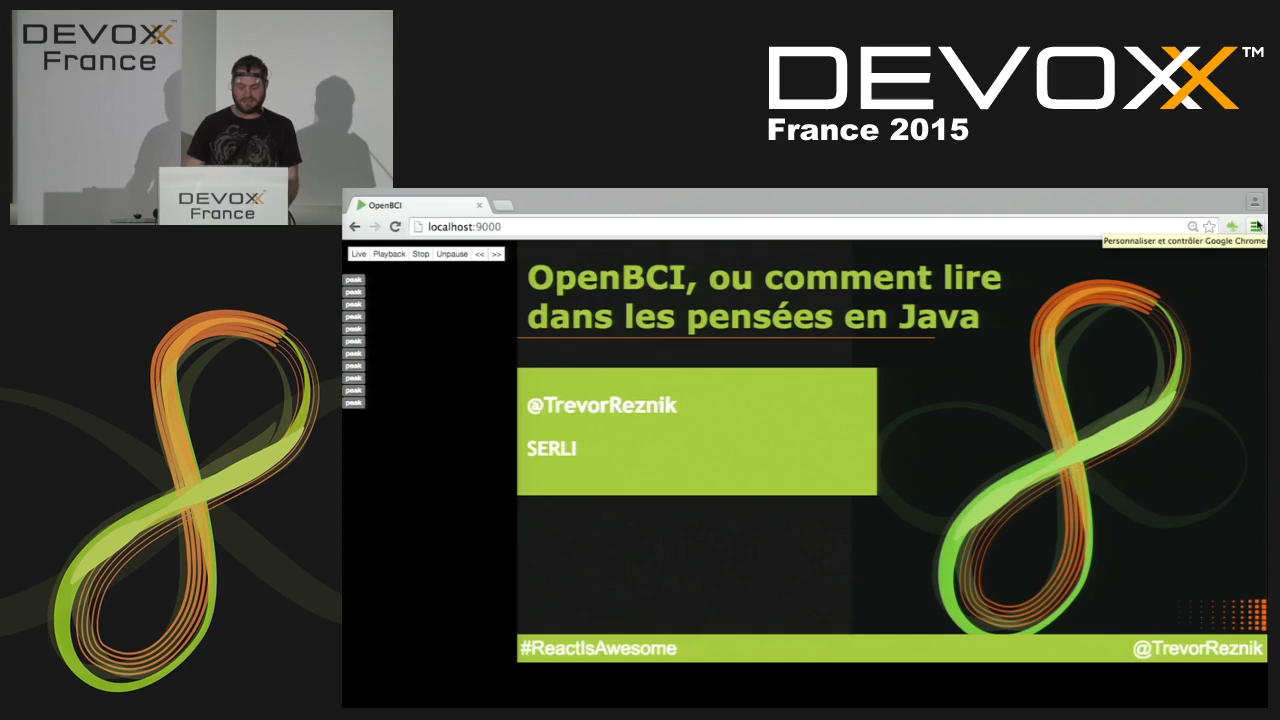 DEVOXX™
France
DEVOXX
France
DEVOXX™
France 2015
OpenBCI
localhost:9000
Personnaliser et contrôler Google Chrome
Live Playback Stop Unpause << >>
peak
peak
peak
peak
peak
peak
peak
peak
peak
peak
peak
OpenBCI, ou comment lire
dans les pensées en Java
@TrevorReznik
SERLI
#ReactIsAwesome
@TrevorReznik